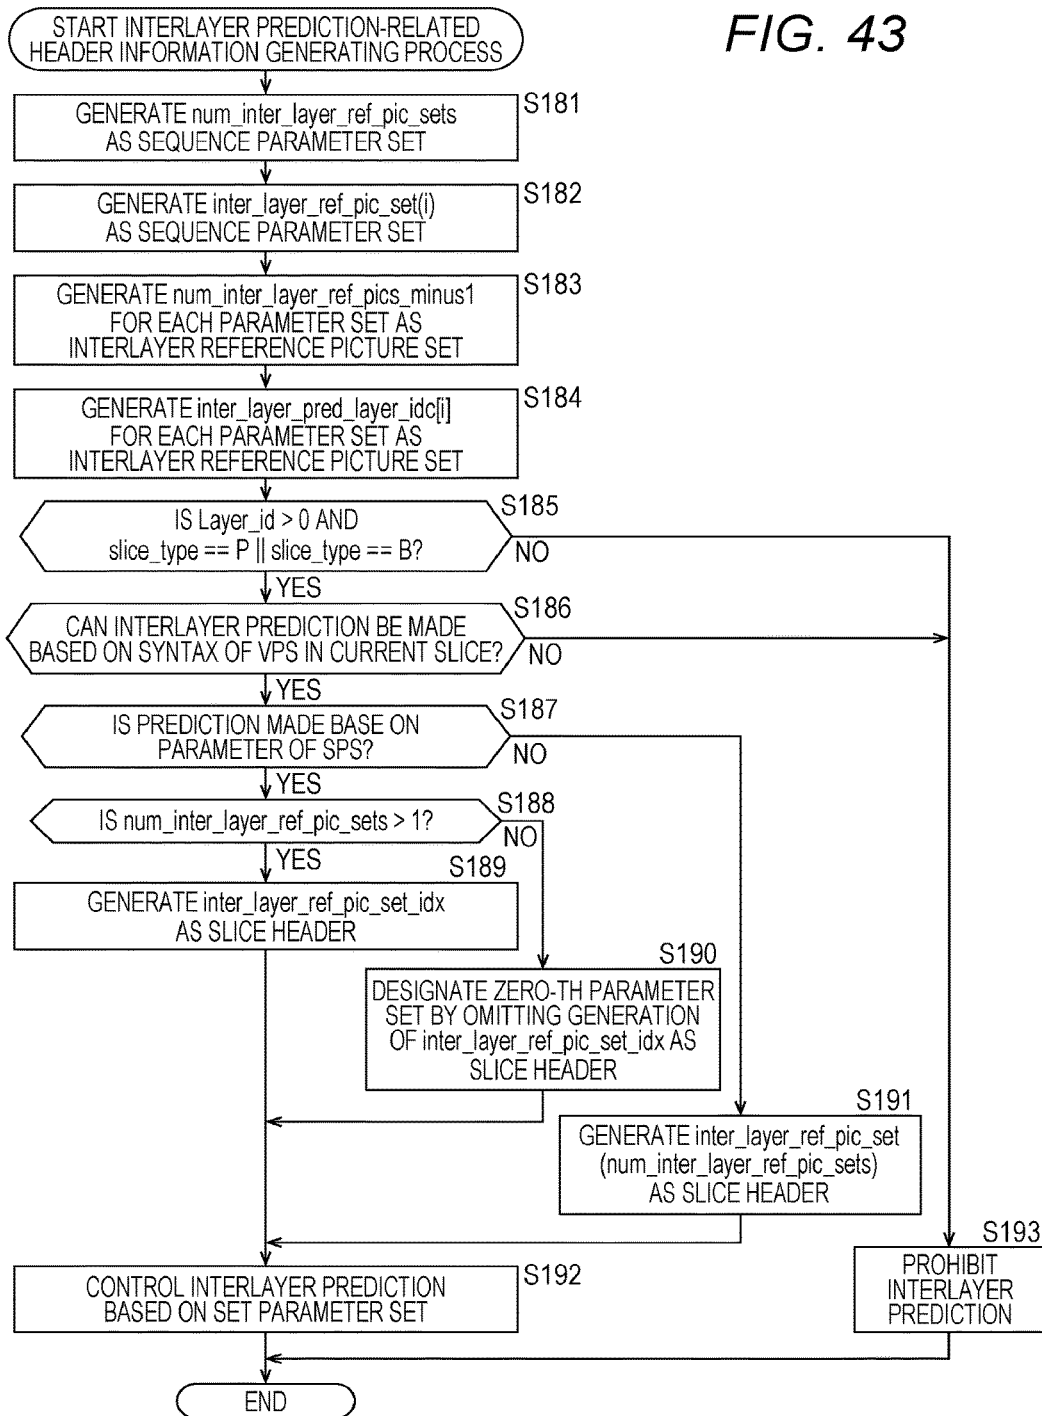 FIG. 43
START INTERLAYER PREDICTION-RELATED
HEADER INFORMATION GENERATING PROCESS
S181
GENERATE num_inter_layer_ref_pic_sets
AS SEQUENCE PARAMETER SET
S182
GENERATE inter_layer_ref_pic_set(i)
AS SEQUENCE PARAMETER SET
S183
GENERATE num_inter_layer_ref_pics_minus1
FOR EACH PARAMETER SET AS
INTERLAYER REFERENCE PICTURE SET
S184
GENERATE inter_layer_pred_layer_idc[i]
FOR EACH PARAMETER SET AS
INTERLAYER REFERENCE PICTURE SET
S185
IS Layer_id > 0 AND
slice_type == P || slice_type == B?
NO
YES
S186
CAN INTERLAYER PREDICTION BE MADE
BASED ON SYNTAX OF VPS IN CURRENT SLICE?
NO
YES
S187
IS PREDICTION MADE BASE ON
PARAMETER OF SPS?
NO
YES
S188
IS num_inter_layer_ref_pic_sets > 1?
NO
YES
S189
GENERATE inter_layer_ref_pic_set_idx
AS SLICE HEADER
S190
DESIGNATE ZERO-TH PARAMETER
SET BY OMITTING GENERATION
OF inter_layer_ref_pic_set_idx AS
SLICE HEADER
S191
GENERATE inter_layer_ref_pic_set
(num_inter_layer_ref_pic_sets)
AS SLICE HEADER
S192
CONTROL INTERLAYER PREDICTION
BASED ON SET PARAMETER SET
S193
PROHIBIT
INTERLAYER
PREDICTION
END